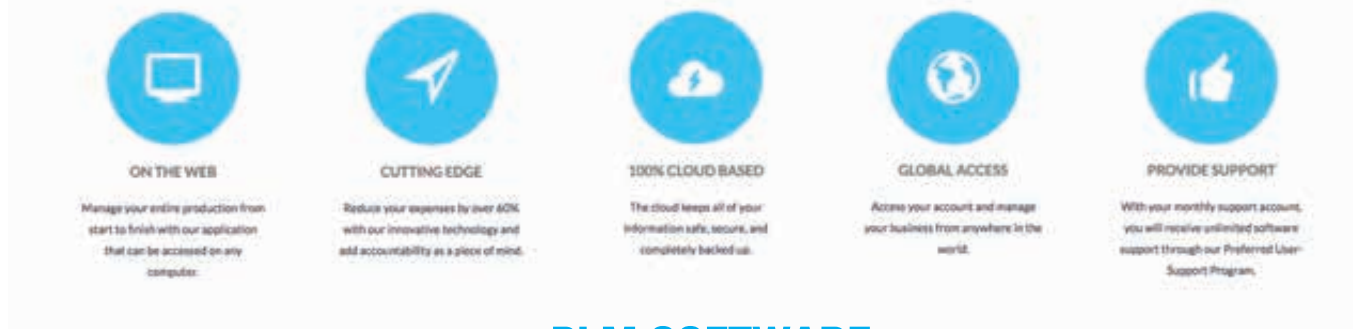 ON THE WEB
Manage your entire production from
start to finish with our application
that can be accessed on any
computer.
CUTTING EDGE
Reduce your expenses by over 60%
with our innovative technology and
add accountability as a piece of mind.
100% CLOUD BASED
The cloud keeps all of your
information safe, secure, and
completely backed up.
GLOBAL ACCESS
Access your account and manage
your business from anywhere in the
world.
PROVIDE SUPPORT
With your monthly support account,
you will receive unlimited software
support through our Preferred User-
Support Program.
PLM SOFTWARE